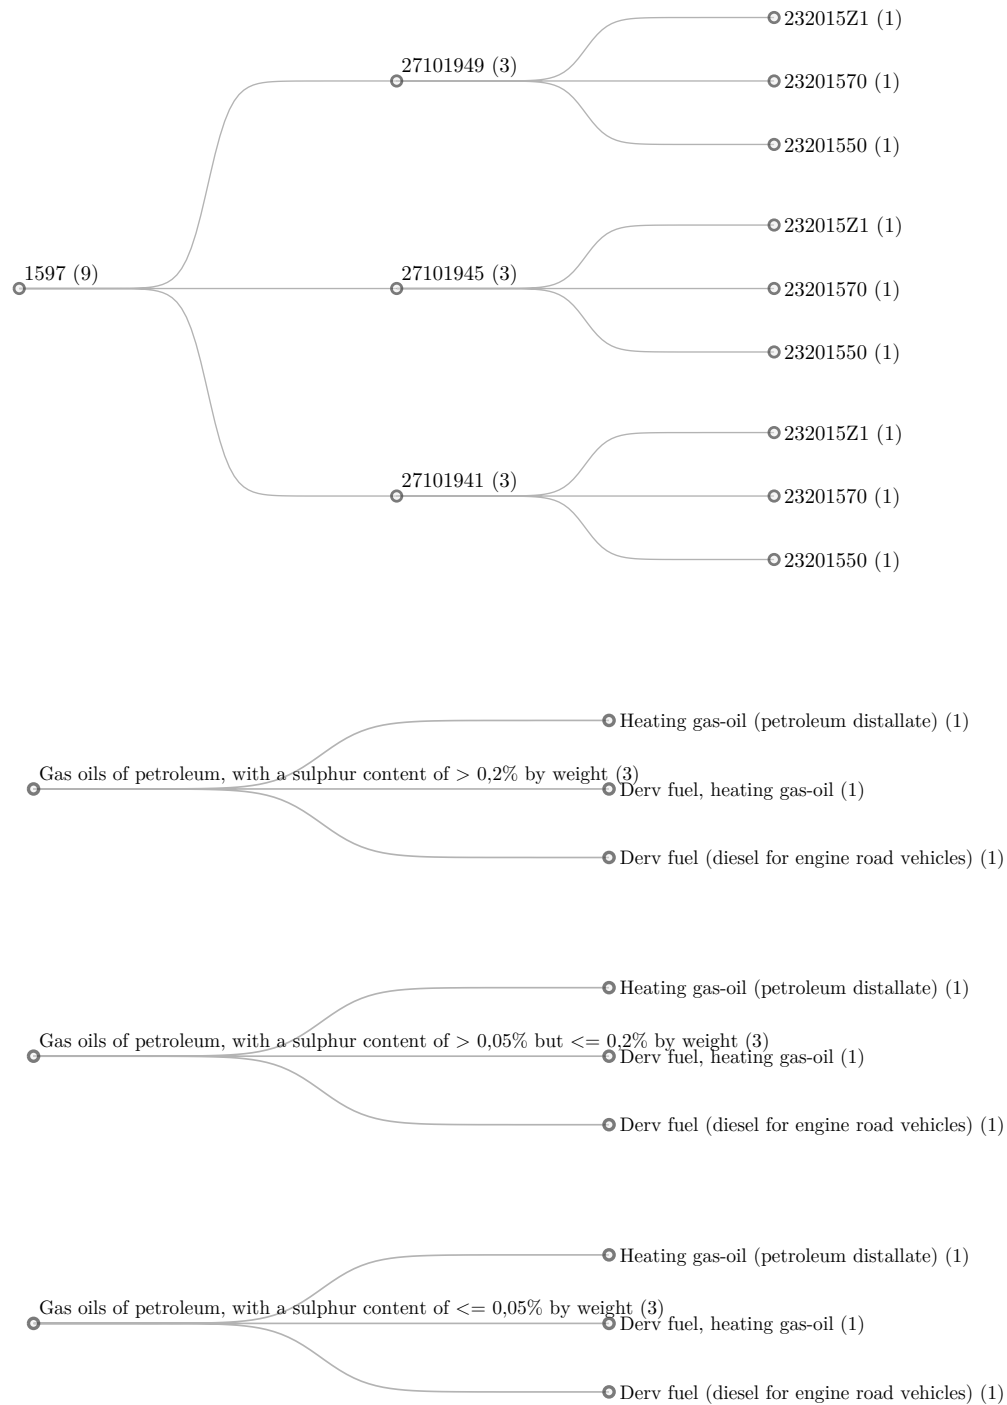 232015Z1 (1)
27101949 (3)
23201570 (1)
23201550 (1)
232015Z1 (1)
1597 (9)
27101945 (3)
23201570 (1)
23201550 (1)
232015Z1 (1)
27101941 (3)
23201570 (1)
23201550 (1)
Heating gas-oil (petroleum distallate) (1)
Gas oils of petroleum, with a sulphur content of > 0,2% by weight (3)
Derv fuel, heating gas-oil (1)
Derv fuel (diesel for engine road vehicles) (1)
Heating gas-oil (petroleum distallate) (1)
Gas oils of petroleum, with a sulphur content of > 0,05% but <= 0,2% by weight (3)
Derv fuel, heating gas-oil (1)
Derv fuel (diesel for engine road vehicles) (1)
Heating gas-oil (petroleum distallate) (1)
Gas oils of petroleum, with a sulphur content of <= 0,05% by weight (3)
Derv fuel, heating gas-oil (1)
Derv fuel (diesel for engine road vehicles) (1)